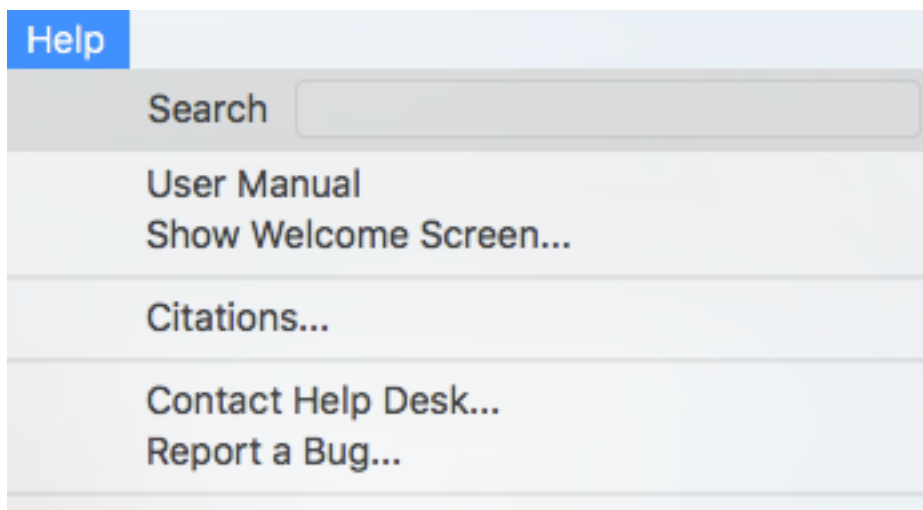 Help
Search
User Manual
Show Welcome Screen...
Citations...
Contact Help Desk...
Report a Bug...